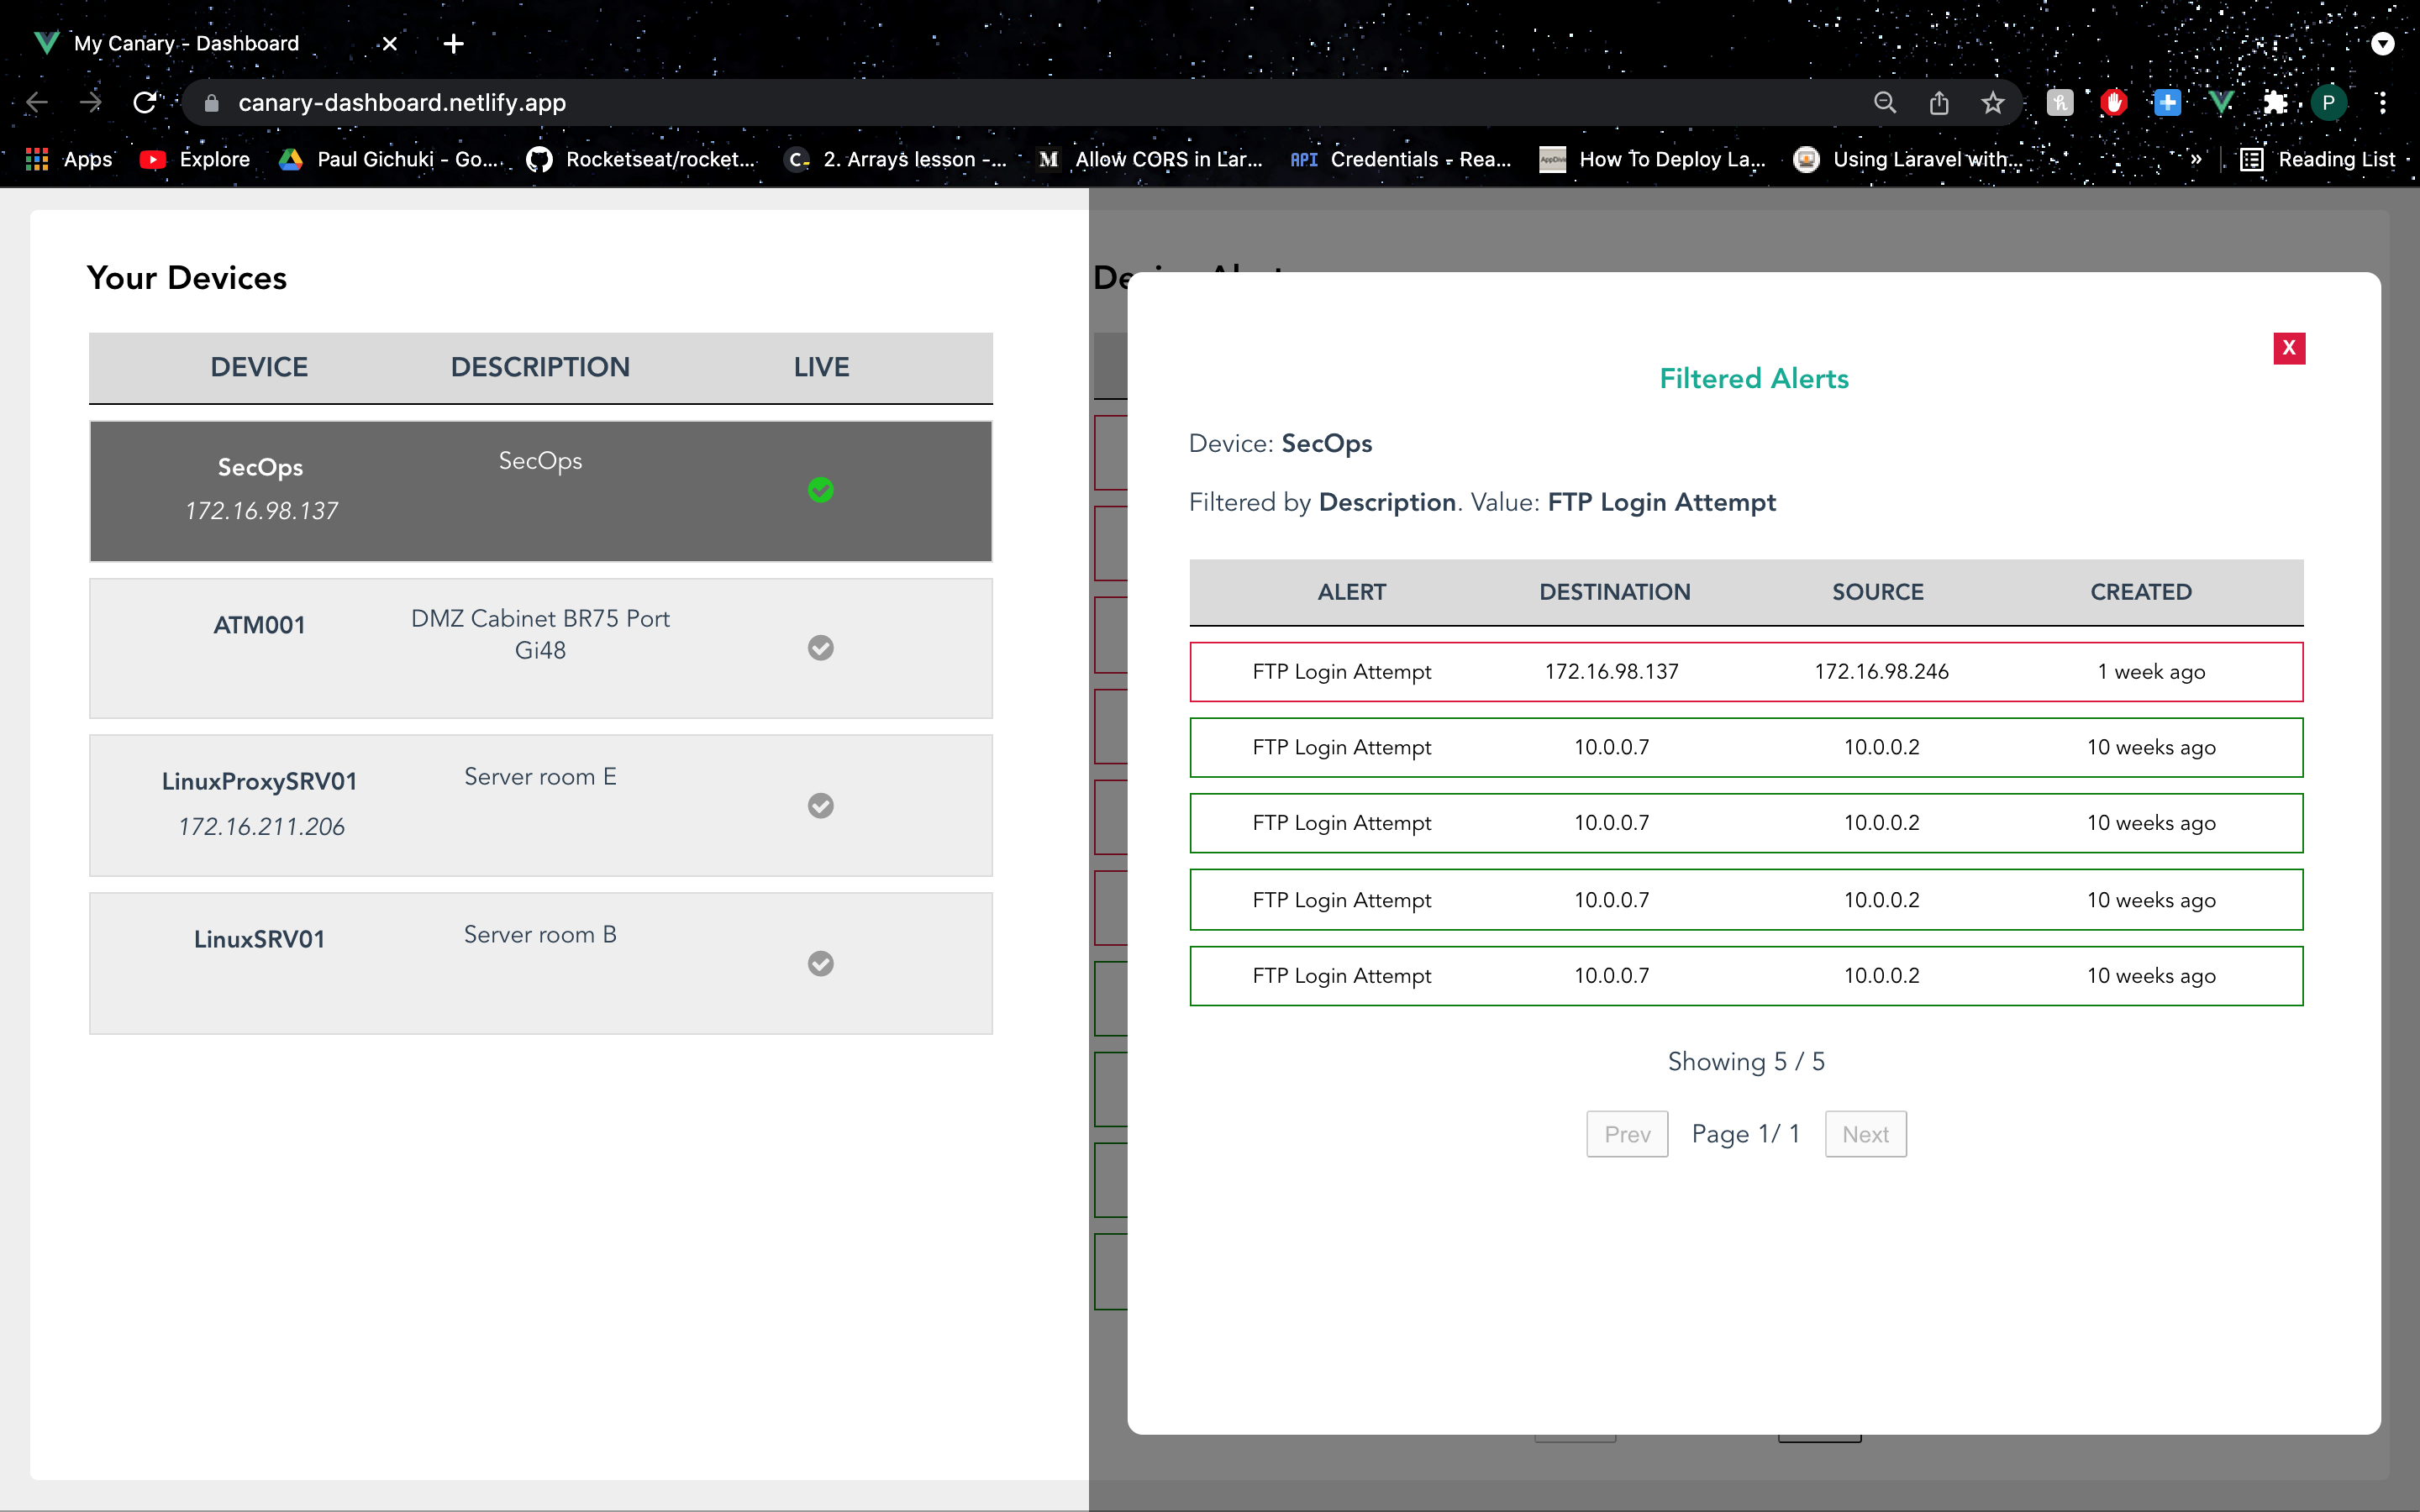 My Canary - Dashboard
canary-dashboard.netlify.app
P
Apps
Explore
Paul Gichuki - Go...
Rocketseat/rocket...
C
2. Arrays lesson -...
M
Allow CORS in Lar...
API
Credentials - Rea...
How To Deploy La...
Using Laravel with...
»
Reading List
Your Devices
DEVICE DESCRIPTION LIVE
SecOps SecOps
172.16.98.137
ATM001 DMZ Cabinet BR75 Port
Gi48
LinuxProxySRV01 Server room E
172.16.211.206
LinuxSRV01 Server room B
X
Filtered Alerts
Device: SecOps
Filtered by Description. Value: FTP Login Attempt
ALERT DESTINATION SOURCE CREATED
FTP Login Attempt 172.16.98.137 172.16.98.246 1 week ago
FTP Login Attempt 10.0.0.7 10.0.0.2 10 weeks ago
FTP Login Attempt 10.0.0.7 10.0.0.2 10 weeks ago
FTP Login Attempt 10.0.0.7 10.0.0.2 10 weeks ago
FTP Login Attempt 10.0.0.7 10.0.0.2 10 weeks ago
Showing 5 / 5
Prev Page 1/ 1 Next